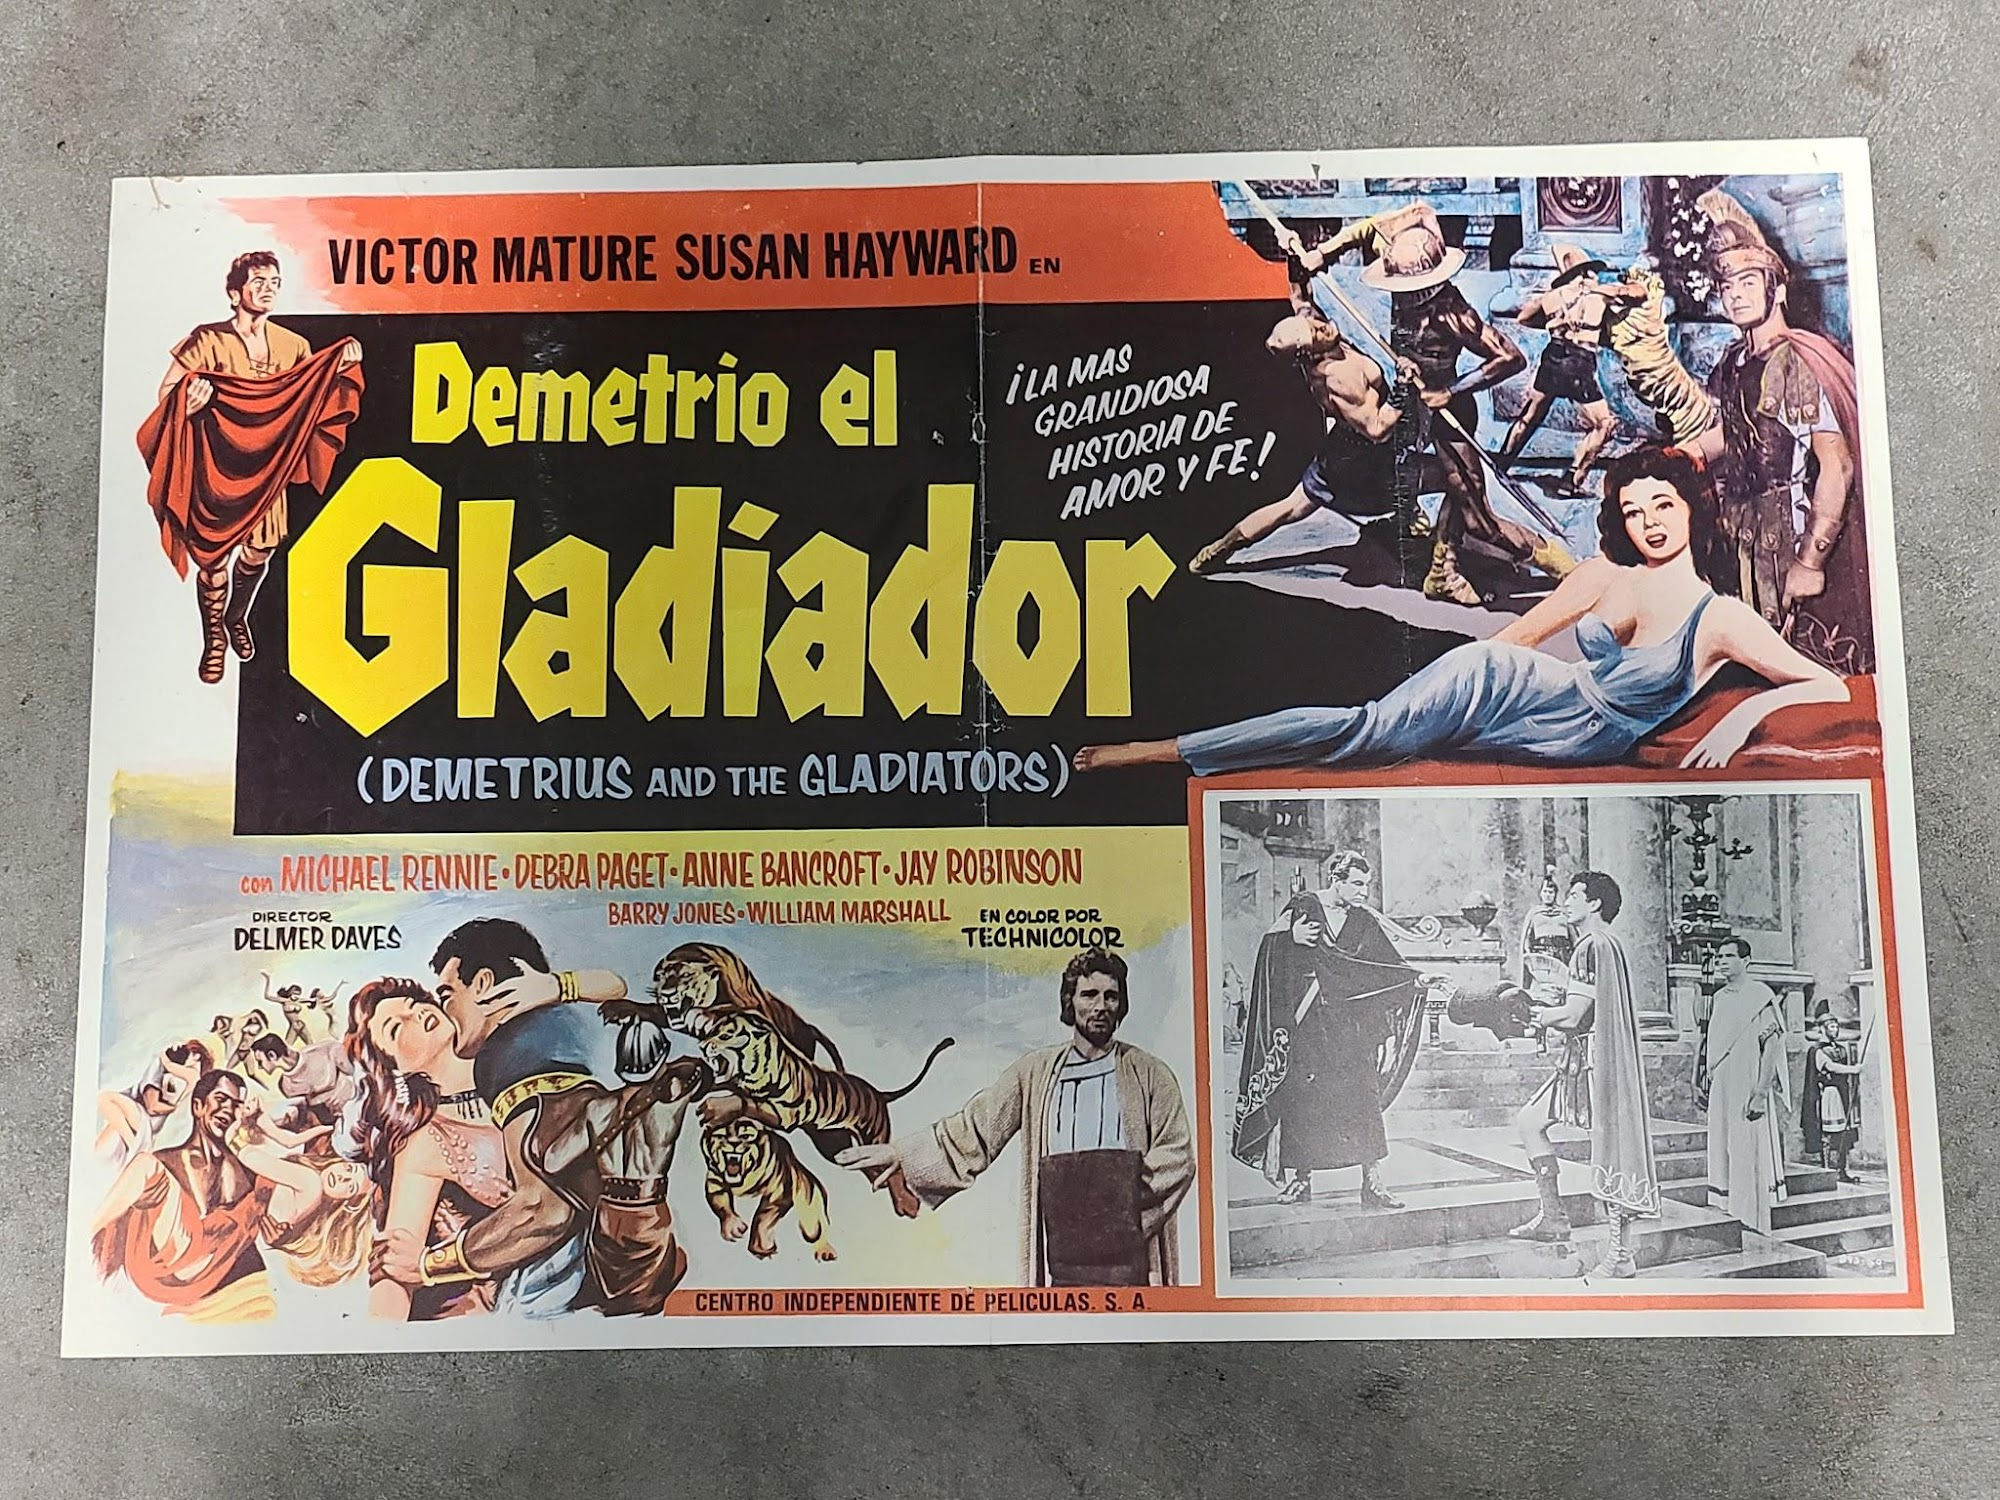 VICTOR MATURE SUSAN HAYWARD EN
Demetrio el
Gladiador
¡LA MAS
GRANDIOSA
HISTORIA DE
AMOR Y FE!
(DEMETRIUS AND THE GLADIATORS)
con MICHAEL RENNIE • DEBRA PAGET • ANNE BANCROFT • JAY ROBINSON
BARRY JONES • WILLIAM MARSHALL
DIRECTOR
DELMER DAVES
EN COLOR POR
TECHNICOLOR
CENTRO INDEPENDIENTE DE PELICULAS. S. A.